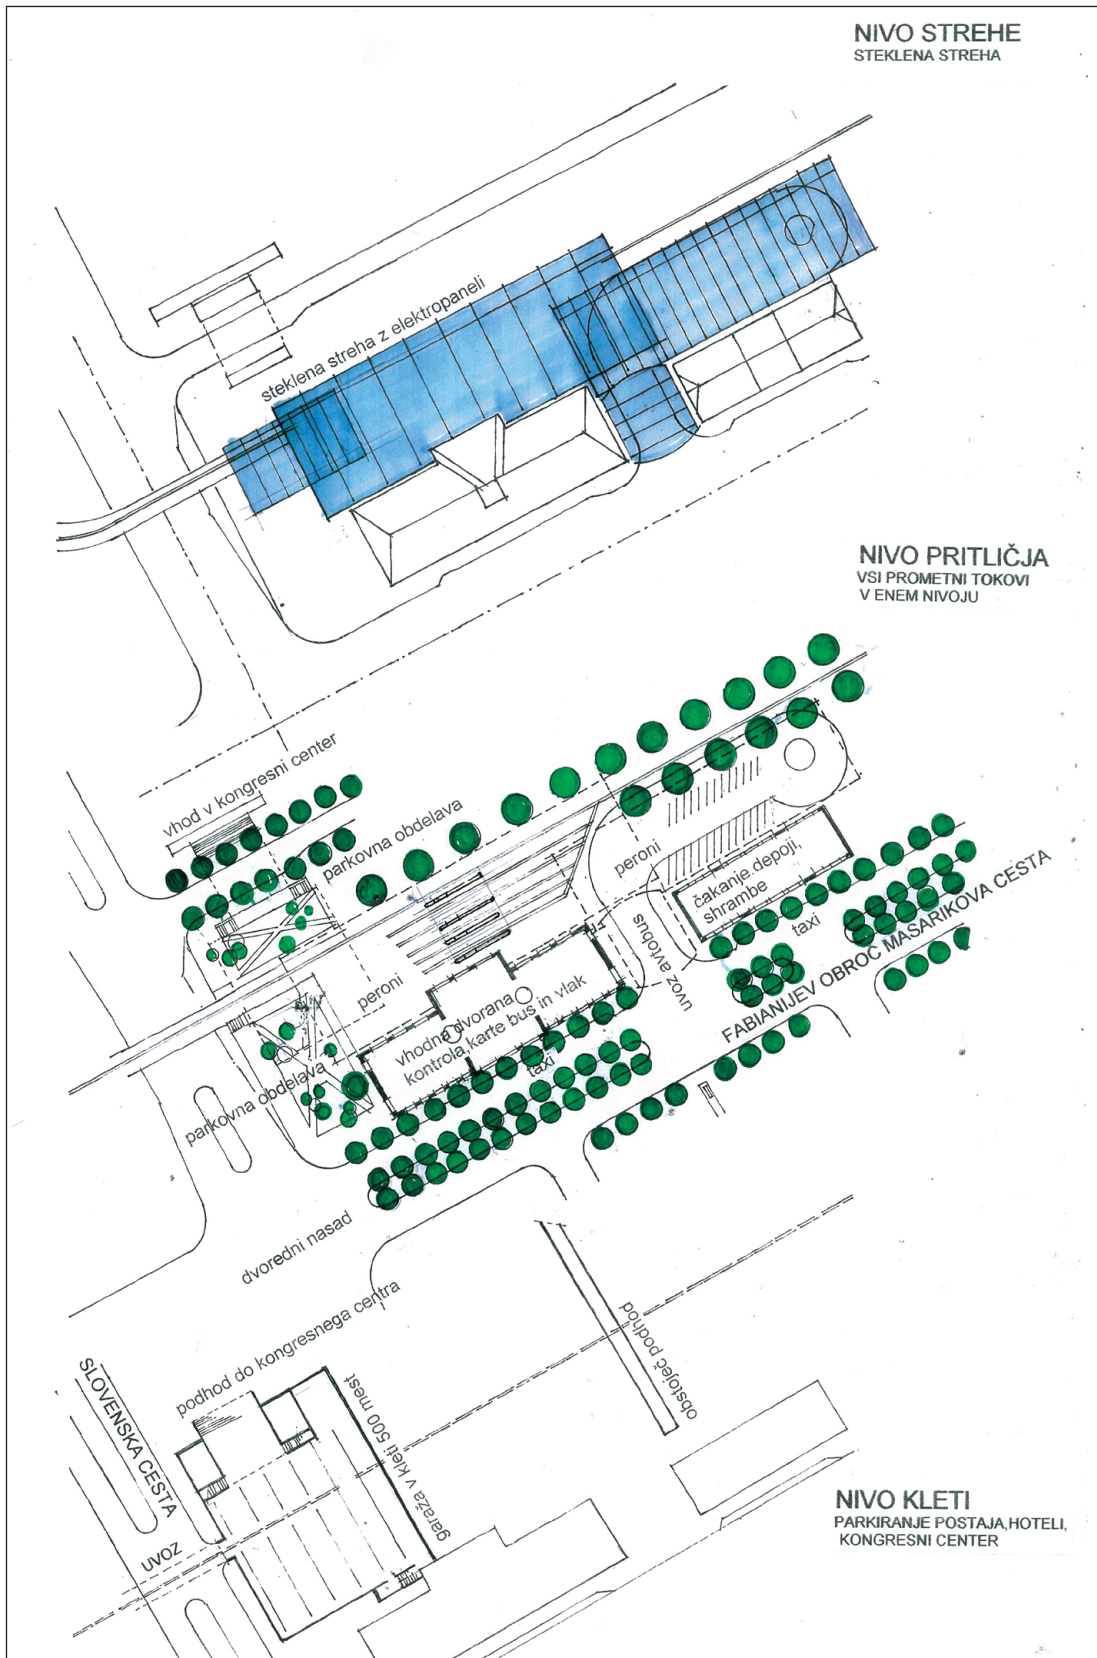 NIVO STREHE
STEKLENA STREHA
steklena streha z elektropaneli
NIVO PRITLIČJA
VSI PROMETNI TOKOVI
V ENEM NIVOJU
vhod v kongresni center
parkovna obdelava
peroni
čakanje,depoji,
shrambe
taxi
uvoz avtobus
FABIANIJEV OBROČ MASARIKOVA CESTA
peroni
vhodna dvorana
kontrola,karte bus in vlak
taxi
parkovna obdelava
dvoredni nasad
podhod do kongresnega centra
obstoječ podhod
SLOVENSKA CESTA
garaža v kleti 500 mest
UVOZ
NIVO KLETI
PARKIRANJE POSTAJA,HOTELI,
KONGRESNI CENTER